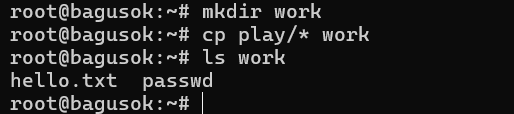 root@bagusok:~# mkdir work
root@bagusok:~# cp play/* work
root@bagusok:~# ls work
hello.txt  passwd
root@bagusok:~#